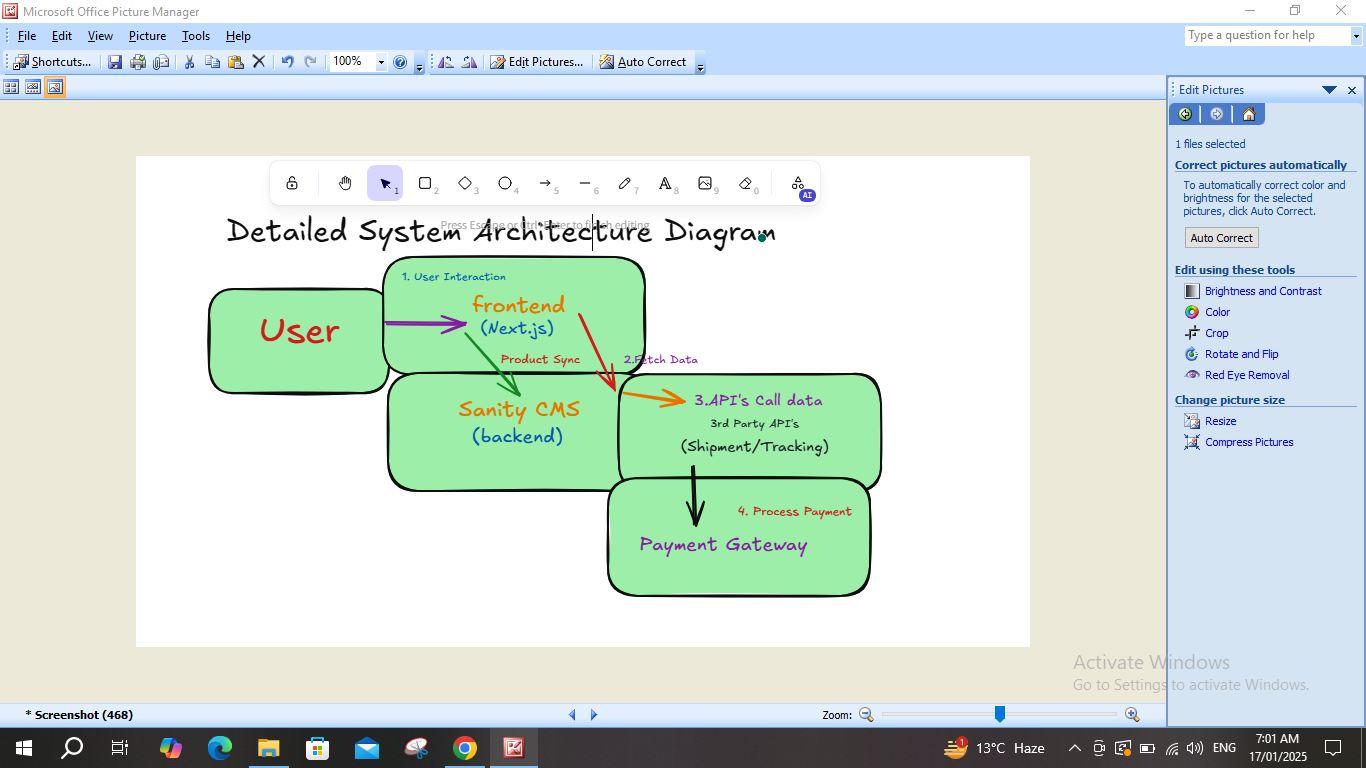 Microsoft Office Picture Manager
File Edit View Picture Tools Help
Type a question for help
Shortcuts... 100% Edit Pictures... Auto Correct
Edit Pictures
1 files selected
Correct pictures automatically
To automatically correct color and
brightness for the selected
pictures, click Auto Correct.
Auto Correct
Edit using these tools
Brightness and Contrast
Color
Crop
Rotate and Flip
Red Eye Removal
Change picture size
Resize
Compress Pictures
1 2 3 4 5 6 7 8 9 0 AI
Press Escape or Ctrl+Enter to finish editing
Detailed System Architecture Diagram
1. User Interaction
frontend
(Next.js)
User
Product Sync
2.Fetch Data
Sanity CMS
(backend)
3.API's Call data
3rd Party API's
(Shipment/Tracking)
4. Process Payment
Payment Gateway
Activate Windows
Go to Settings to activate Windows.
* Screenshot (468)
Zoom:
1 13°C Haze ENG 7:01 AM
17/01/2025